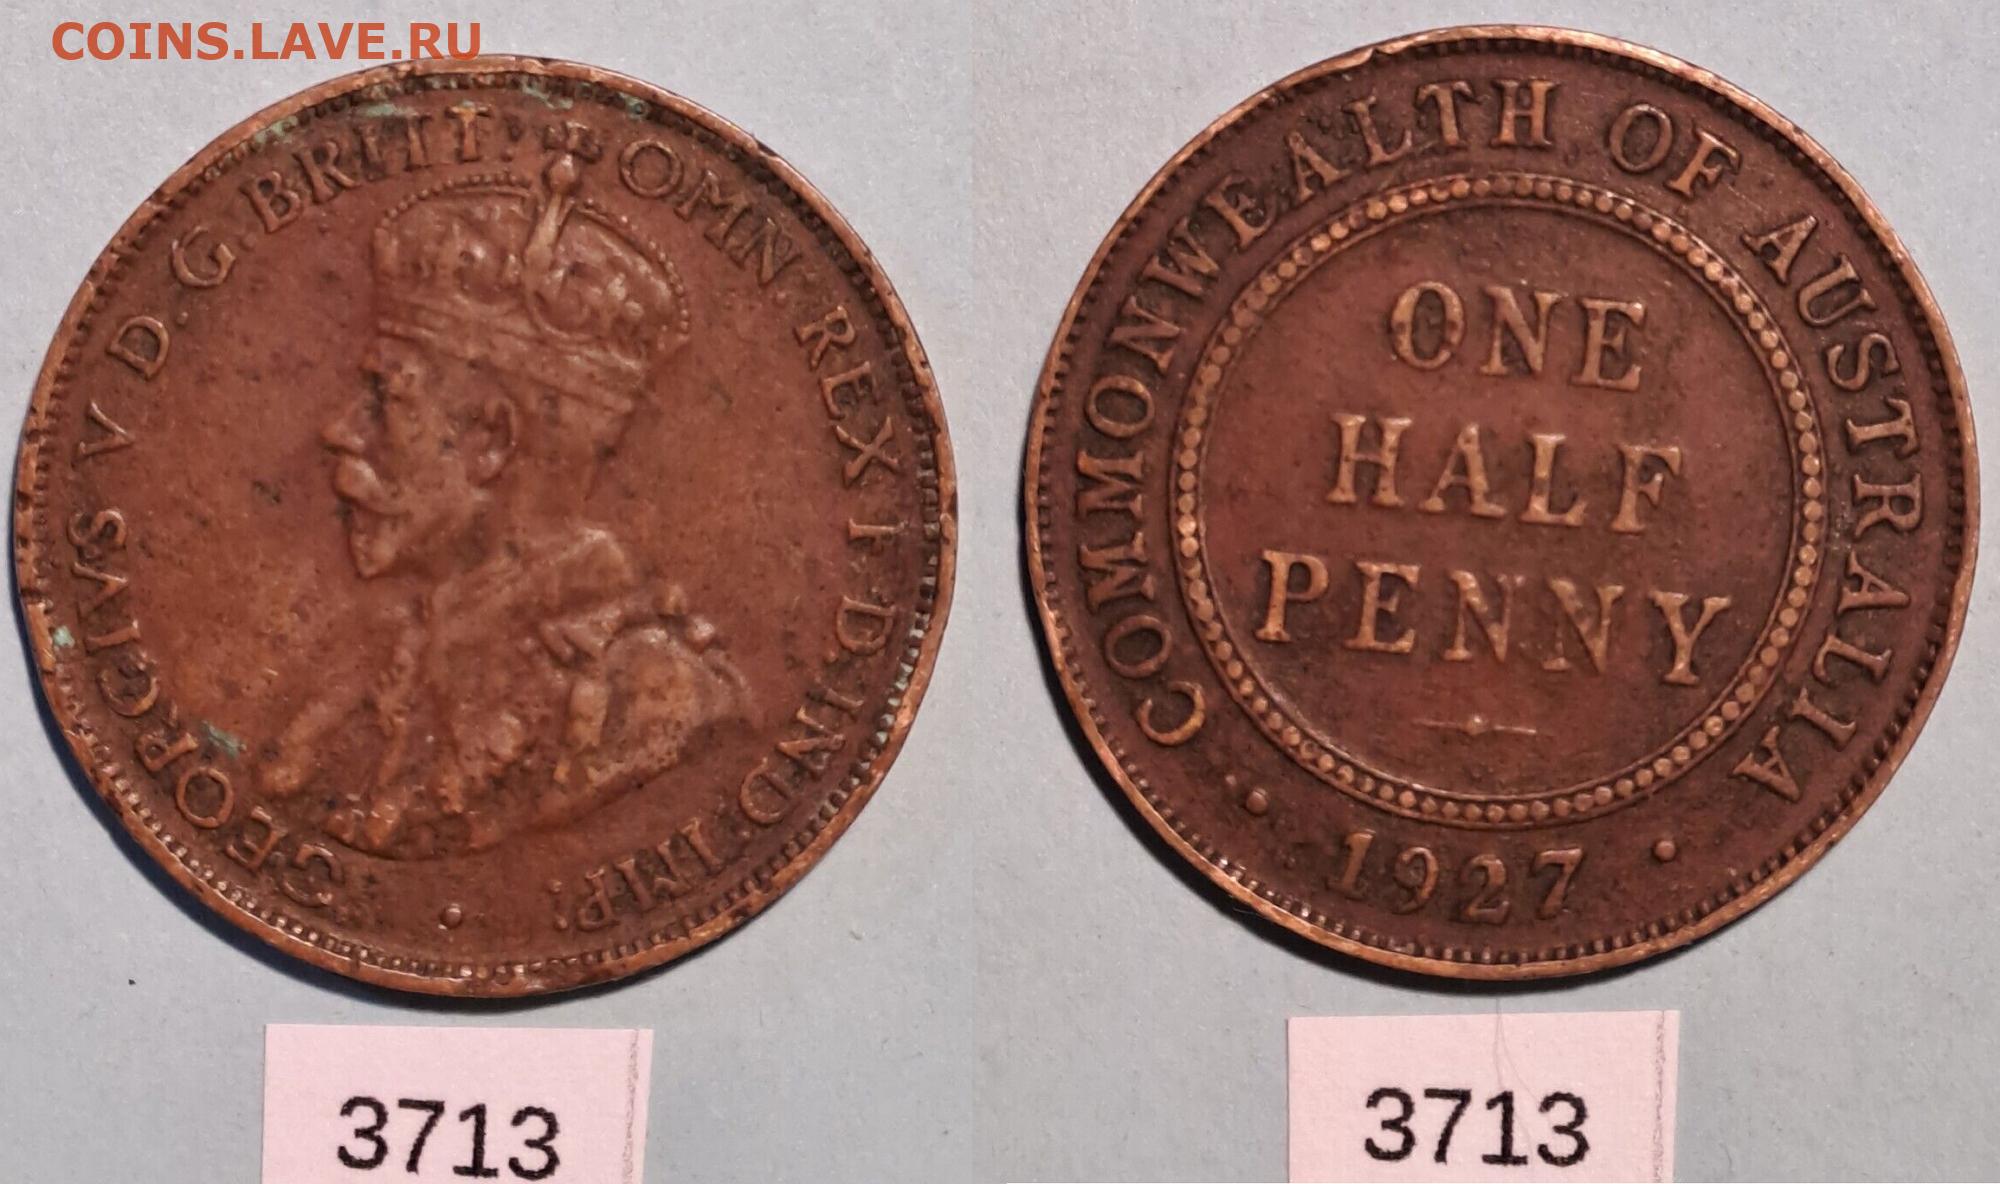 COINS.LAVE.RU
GEORGIVS V D.G.BRITT: OMN: REX F.D.IND:IMP:
COMMONWEALTH OF AUSTRALIA
ONE
HALF
PENNY
1927
3713
3713